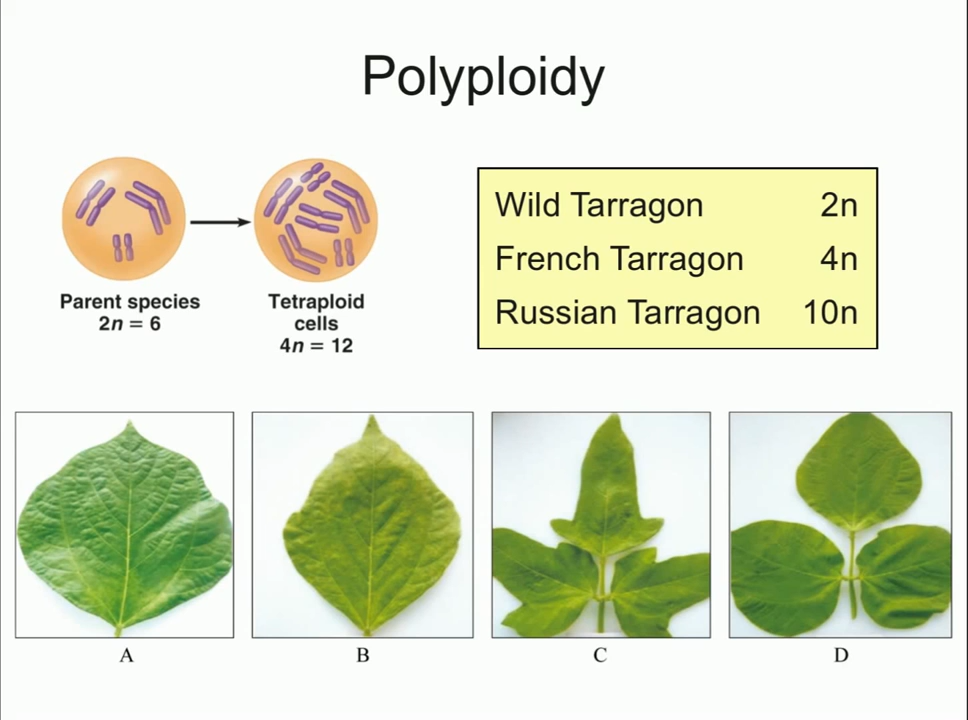 Polyploidy
Parent species
2n = 6
Tetraploid
cells
4n = 12
Wild Tarragon 2n
French Tarragon 4n
Russian Tarragon 10n
A
B
C
D